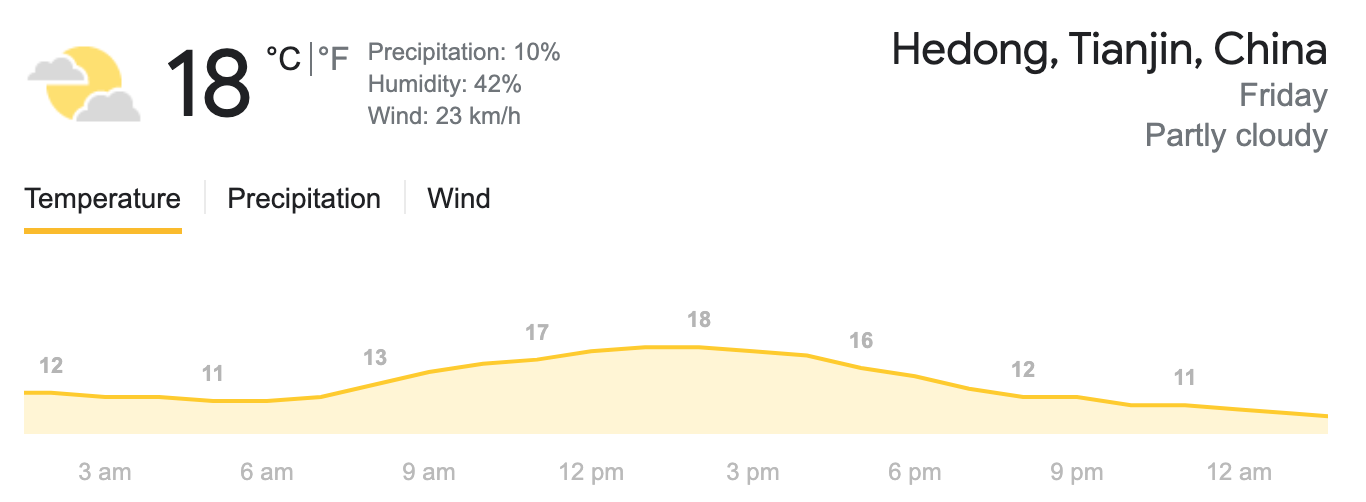 18 °C | °F
Precipitation: 10%
Humidity: 42%
Wind: 23 km/h
Hedong, Tianjin, China
Friday
Partly cloudy
Temperature | Precipitation | Wind
12 11 13 17 18 16 12 11
3 am 6 am 9 am 12 pm 3 pm 6 pm 9 pm 12 am